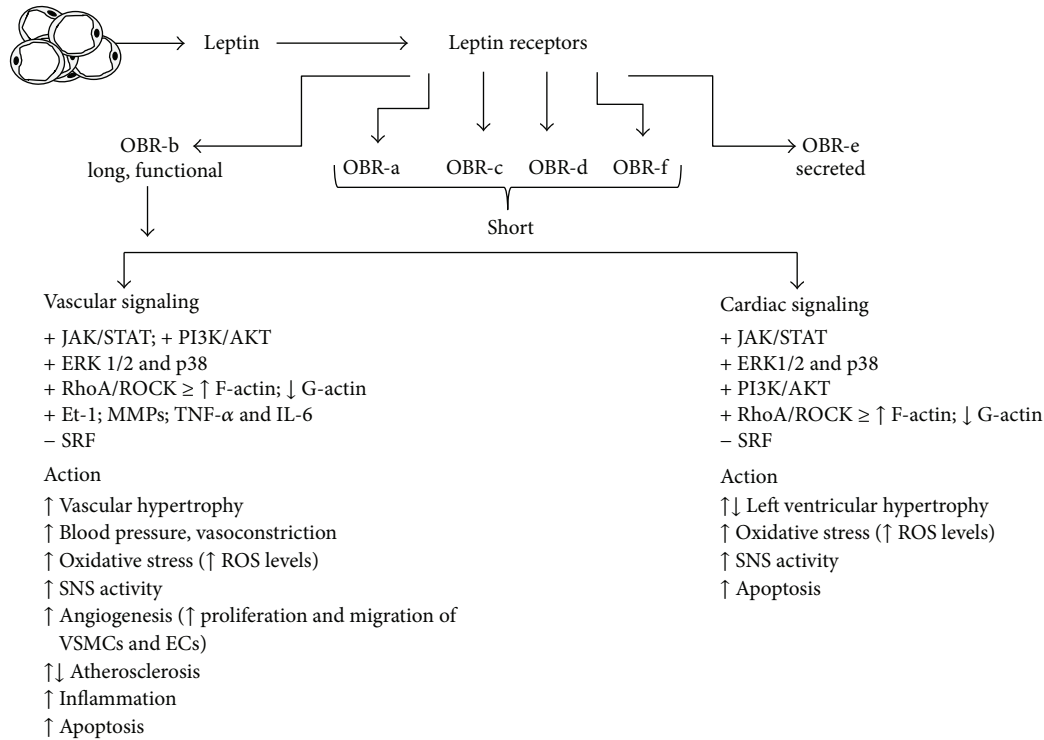 Leptin
Leptin receptors
OBR-b
long, functional
OBR-a
OBR-c
OBR-d
OBR-f
OBR-e
secreted
Short
Vascular signaling
+ JAK/STAT; + PI3K/AKT
+ ERK 1/2 and p38
+ RhoA/ROCK ≥ ↑ F-actin; ↓ G-actin
+ Et-1; MMPs; TNF-α and IL-6
− SRF
Action
↑ Vascular hypertrophy
↑ Blood pressure, vasoconstriction
↑ Oxidative stress (↑ ROS levels)
↑ SNS activity
↑ Angiogenesis (↑ proliferation and migration of
VSMCs and ECs)
↑↓ Atherosclerosis
↑ Inflammation
↑ Apoptosis
Cardiac signaling
+ JAK/STAT
+ ERK1/2 and p38
+ PI3K/AKT
+ RhoA/ROCK ≥ ↑ F-actin; ↓ G-actin
− SRF
Action
↑↓ Left ventricular hypertrophy
↑ Oxidative stress (↑ ROS levels)
↑ SNS activity
↑ Apoptosis